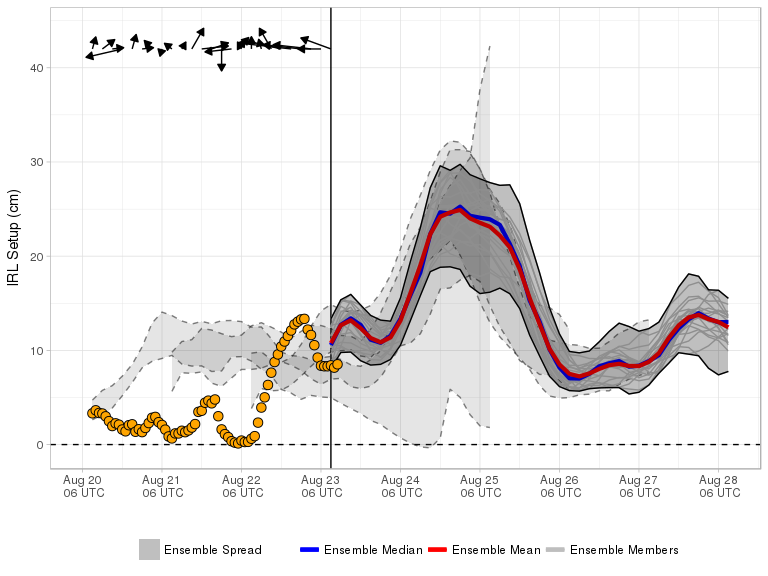 40
30
20
10
0
IRL Setup (cm)
Aug 20
06 UTC
Aug 21
06 UTC
Aug 22
06 UTC
Aug 23
06 UTC
Aug 24
06 UTC
Aug 25
06 UTC
Aug 26
06 UTC
Aug 27
06 UTC
Aug 28
06 UTC
Ensemble Spread
Ensemble Median
Ensemble Mean
Ensemble Members